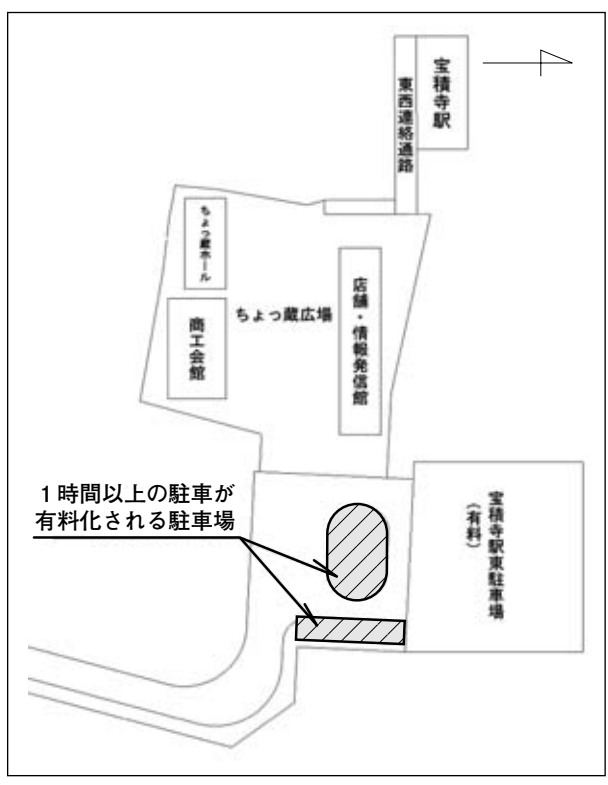 宝積寺駅
東西連絡通路
ちょっ蔵ホール
ちょっ蔵広場
店舗・情報発信館
商工会館
１時間以上の駐車が
有料化される駐車場
宝積寺駅東駐車場
（有料）